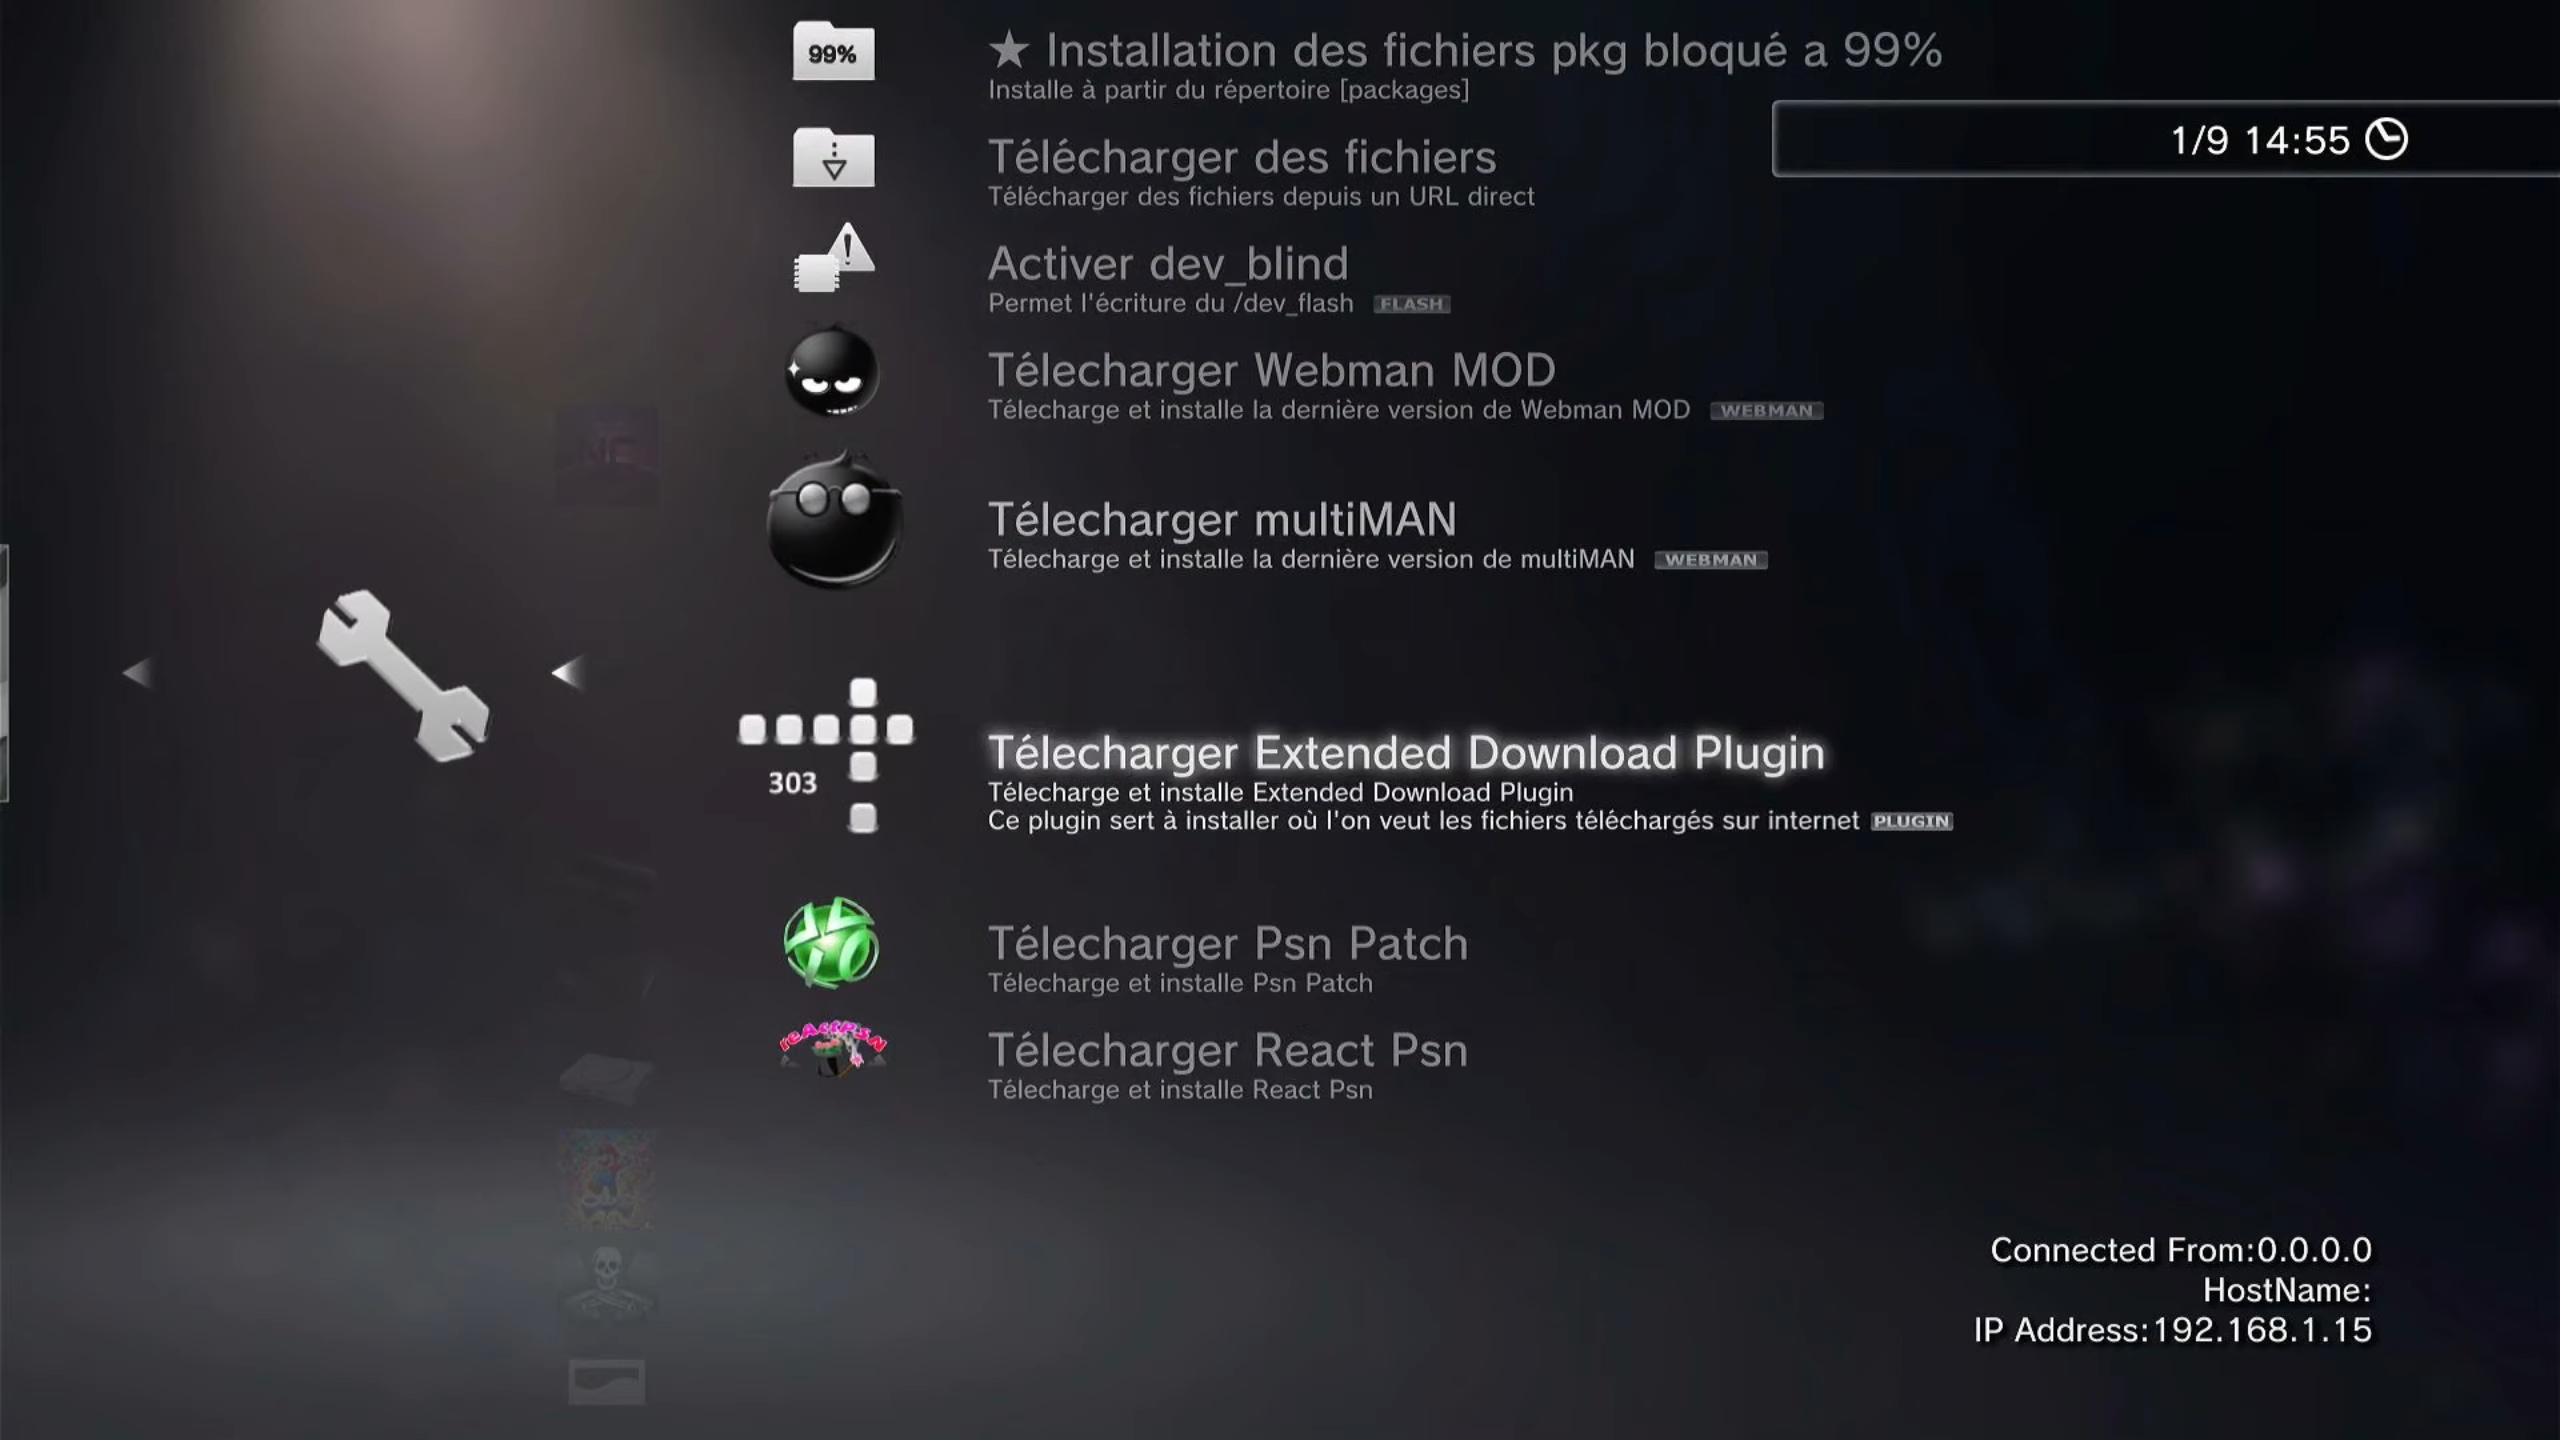 99%
★ Installation des fichiers pkg bloqué a 99%
Installe à partir du répertoire [packages]
1/9 14:55
Télécharger des fichiers
Télécharger des fichiers depuis un URL direct
Activer dev_blind
Permet l'écriture du /dev_flash FLASH
Télecharger Webman MOD
Télecharge et installe la dernière version de Webman MOD WEBMAN
Télecharger multiMAN
Télecharge et installe la dernière version de multiMAN WEBMAN
303
Télecharger Extended Download Plugin
Télecharge et installe Extended Download Plugin
Ce plugin sert à installer où l'on veut les fichiers téléchargés sur internet PLUGIN
Télecharger Psn Patch
Télecharge et installe Psn Patch
reActPSN
Télecharger React Psn
Télecharge et installe React Psn
Connected From:0.0.0.0
HostName:
IP Address:192.168.1.15